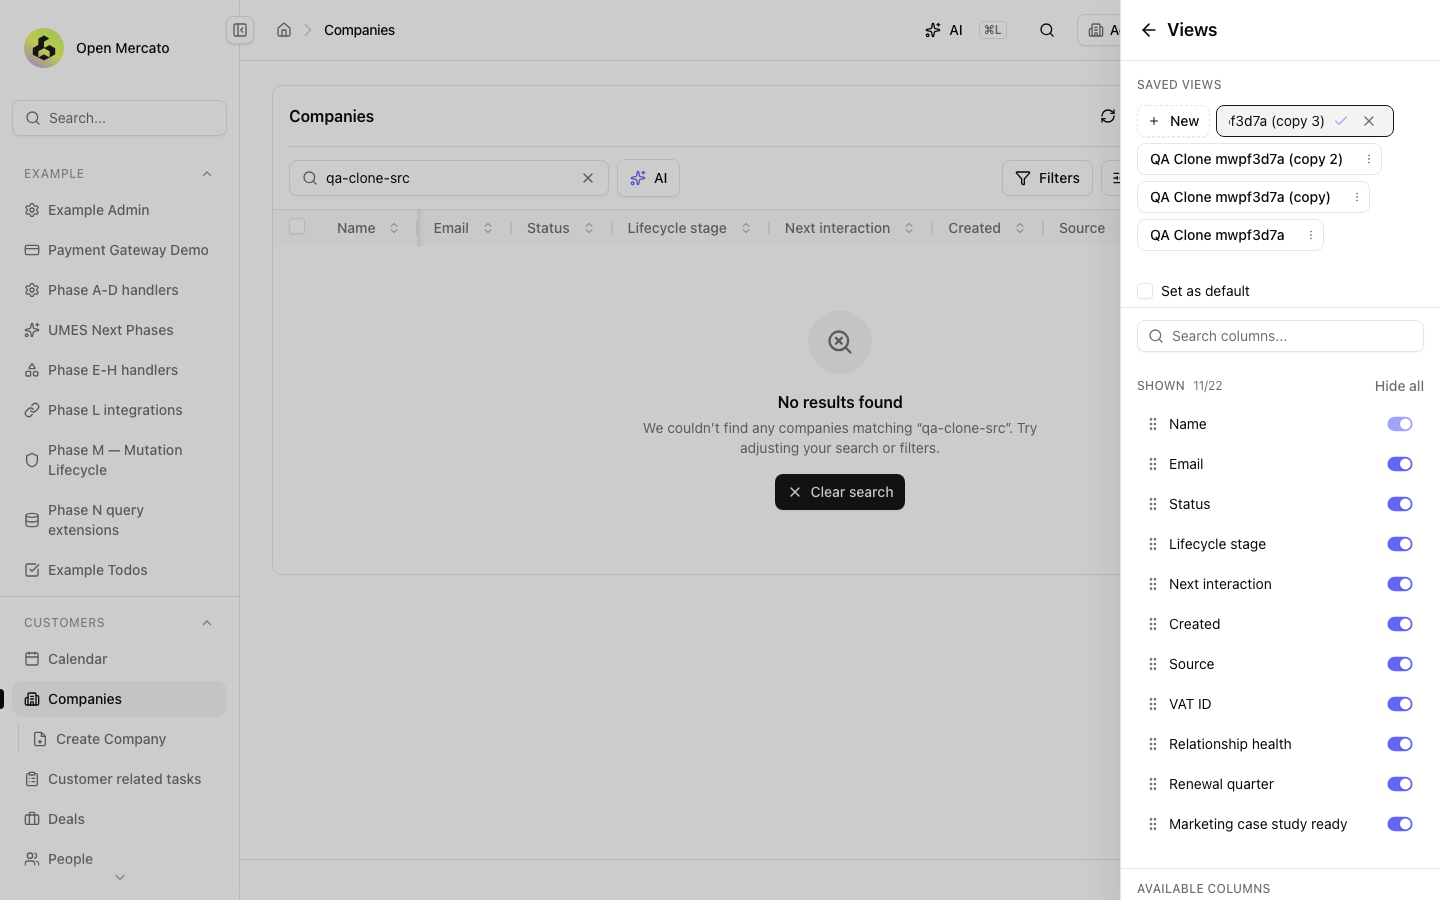 Open Mercato
Search...
EXAMPLE
Example Admin
Payment Gateway Demo
Phase A-D handlers
UMES Next Phases
Phase E-H handlers
Phase L integrations
Phase M — Mutation
Lifecycle
Phase N query
extensions
Example Todos
CUSTOMERS
Calendar
Companies
Create Company
Customer related tasks
Deals
People
Companies
AI
⌘L
Companies
qa-clone-src
AI
Filters
Name
Email
Status
Lifecycle stage
Next interaction
Created
Source
No results found
We couldn’t find any companies matching “qa-clone-src”. Try
adjusting your search or filters.
Clear search
Views
SAVED VIEWS
New
f3d7a (copy 3)
QA Clone mwpf3d7a (copy 2)
QA Clone mwpf3d7a (copy)
QA Clone mwpf3d7a
Set as default
Search columns...
SHOWN 11/22
Hide all
Name
Email
Status
Lifecycle stage
Next interaction
Created
Source
VAT ID
Relationship health
Renewal quarter
Marketing case study ready
AVAILABLE COLUMNS